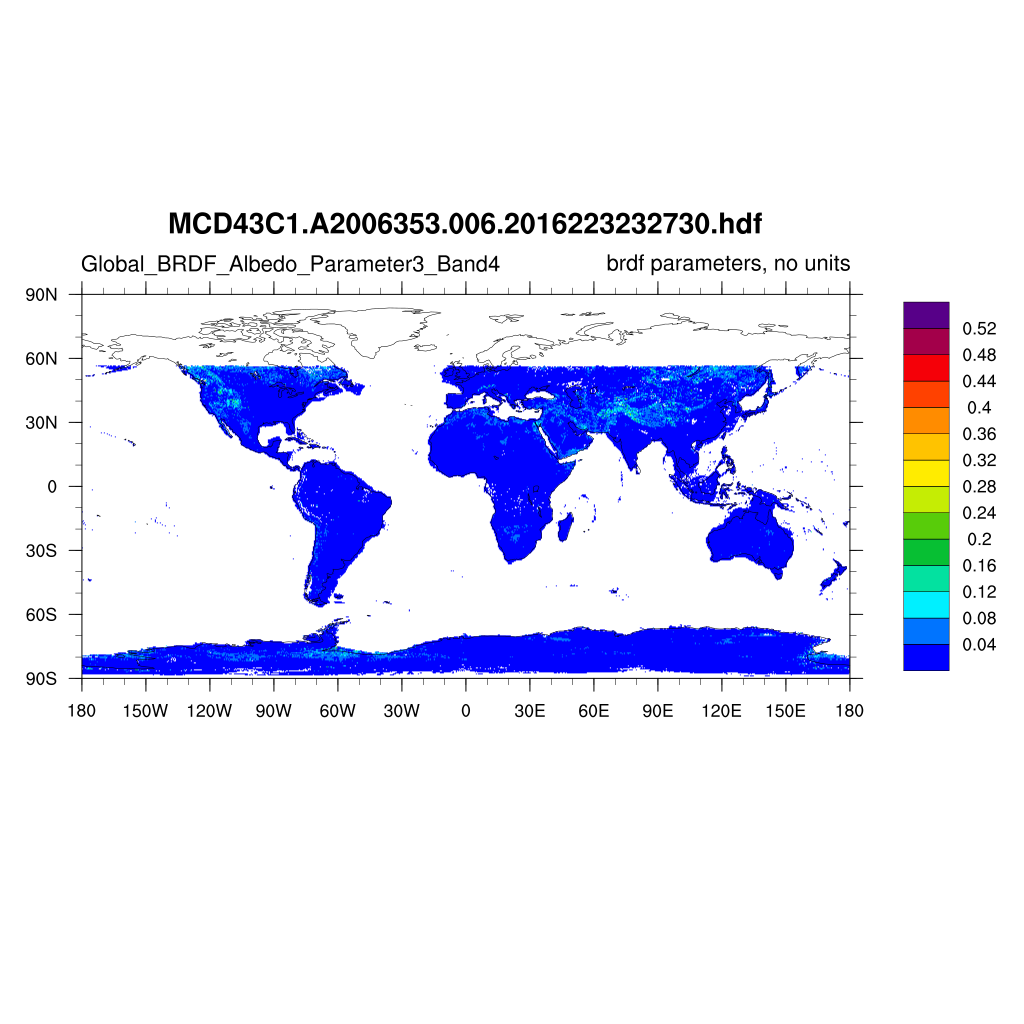 MCD43C1.A2006353.006.2016223232730.hdf
Global_BRDF_Albedo_Parameter3_Band4 brdf parameters, no units
90N
60N
30N
0
30S
60S
90S
180 150W 120W 90W 60W 30W 0 30E 60E 90E 120E 150E 180
0.52
0.48
0.44
0.4
0.36
0.32
0.28
0.24
0.2
0.16
0.12
0.08
0.04